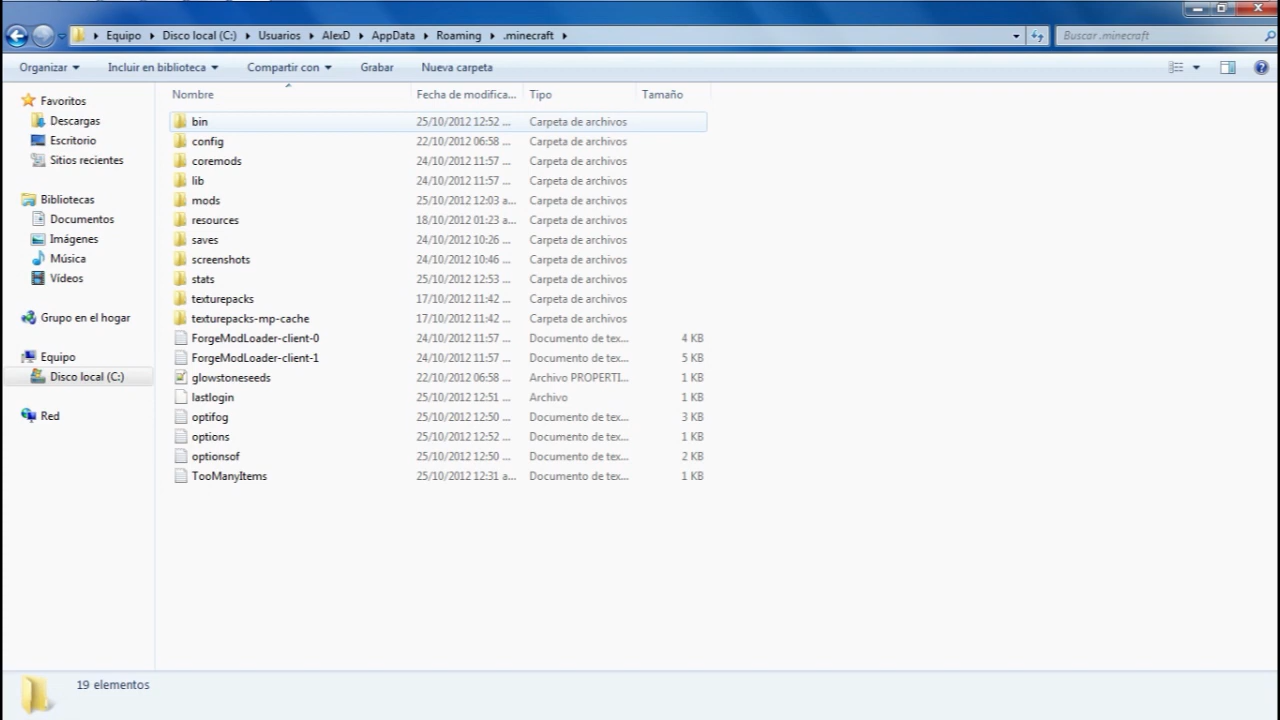 Equipo Disco local (C:) Usuarios AlexD AppData Roaming .minecraft Buscar .minecraft
Organizar Incluir en biblioteca Compartir con Grabar Nueva carpeta
Nombre Fecha de modifica... Tipo Tamaño
Favoritos
Descargas
Escritorio
Sitios recientes
Bibliotecas
Documentos
Imágenes
Música
Vídeos
Grupo en el hogar
Equipo
Disco local (C:)
Red
bin 25/10/2012 12:52 ... Carpeta de archivos
config 22/10/2012 06:58 ... Carpeta de archivos
coremods 24/10/2012 11:57 ... Carpeta de archivos
lib 24/10/2012 11:57 ... Carpeta de archivos
mods 25/10/2012 12:03 a... Carpeta de archivos
resources 18/10/2012 01:23 a... Carpeta de archivos
saves 24/10/2012 10:26 ... Carpeta de archivos
screenshots 24/10/2012 10:46 ... Carpeta de archivos
stats 25/10/2012 12:53 ... Carpeta de archivos
texturepacks 17/10/2012 11:42 ... Carpeta de archivos
texturepacks-mp-cache 17/10/2012 11:42 ... Carpeta de archivos
ForgeModLoader-client-0 24/10/2012 11:57 ... Documento de tex... 4 KB
ForgeModLoader-client-1 24/10/2012 11:57 ... Documento de tex... 5 KB
glowstoneseeds 22/10/2012 06:58 ... Archivo PROPERTI... 1 KB
lastlogin 25/10/2012 12:51 ... Archivo 1 KB
optifog 25/10/2012 12:50 ... Documento de tex... 3 KB
options 25/10/2012 12:52 ... Documento de tex... 1 KB
optionsof 25/10/2012 12:50 ... Documento de tex... 2 KB
TooManyItems 25/10/2012 12:31 a... Documento de tex... 1 KB
19 elementos